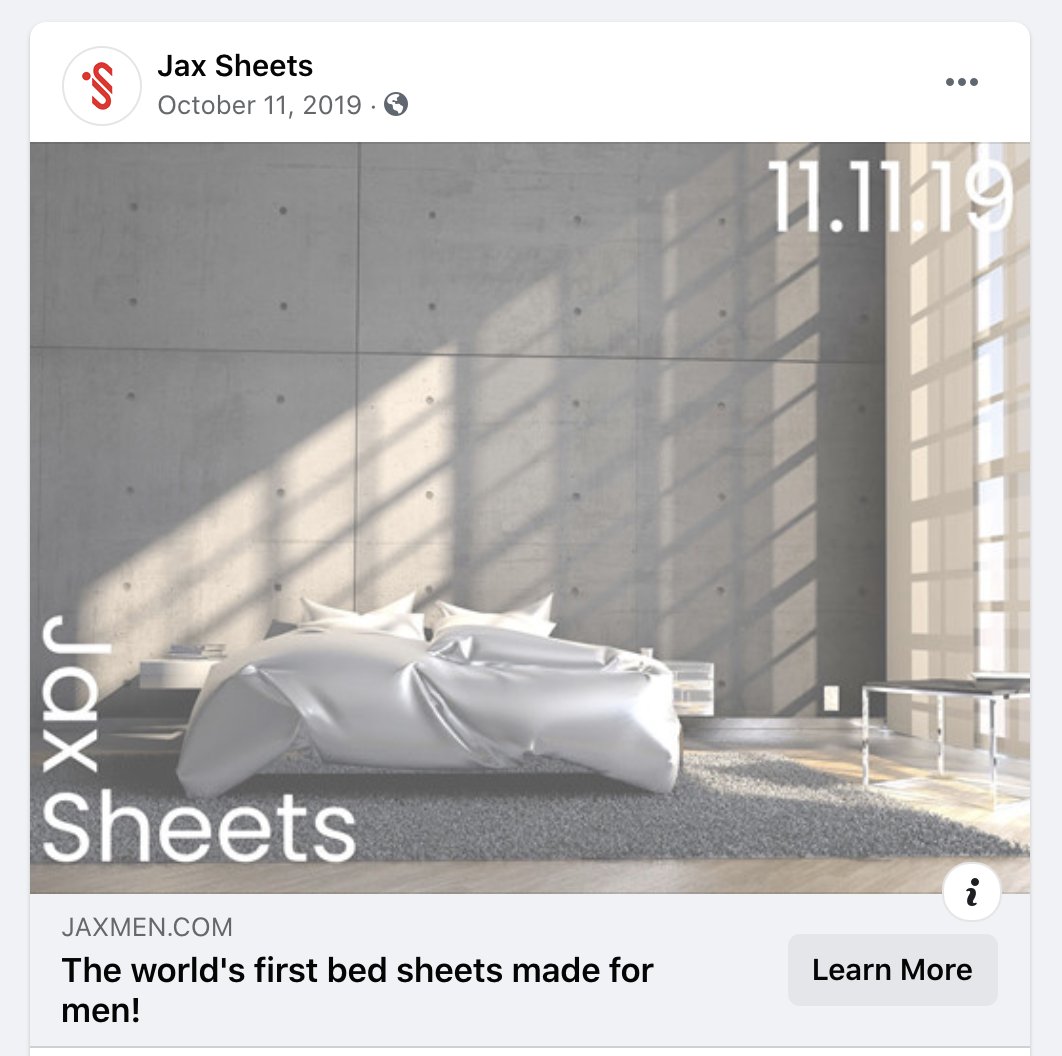 Jax Sheets
October 11, 2019 ·
11.11.19
Jax
Sheets
JAXMEN.COM
The world's first bed sheets made for
men!
Learn More